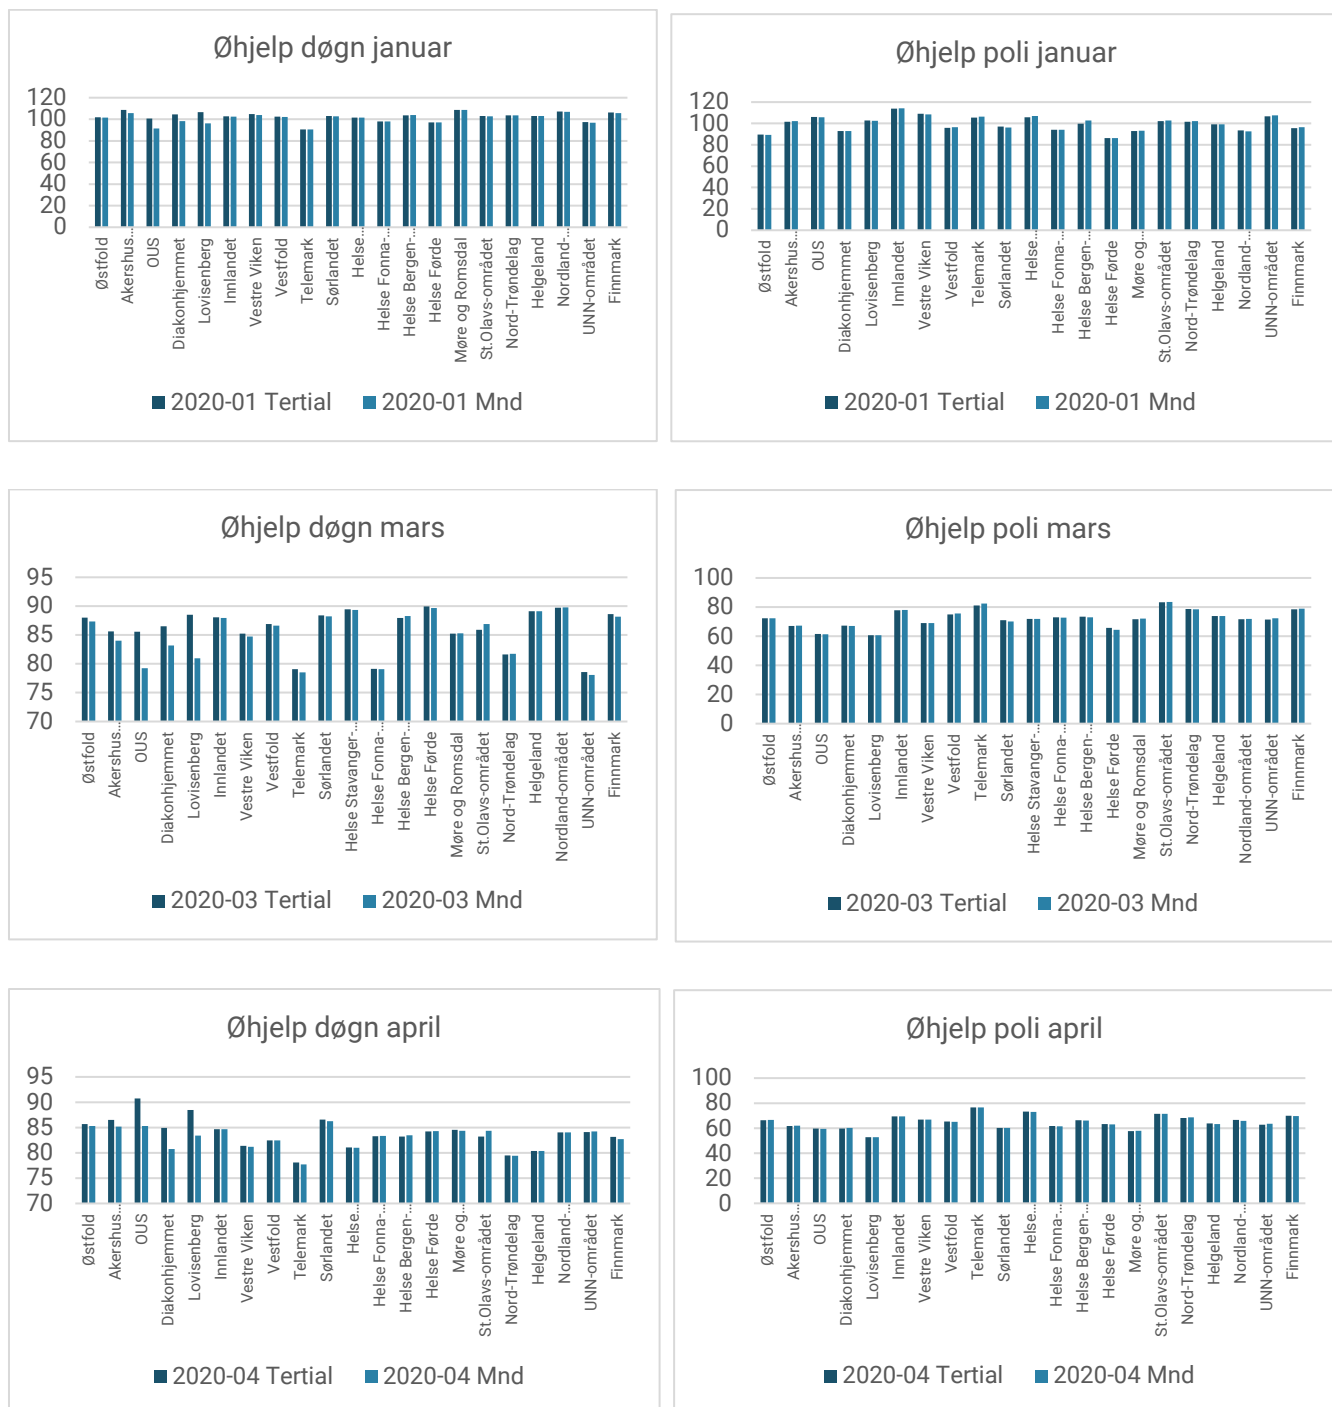 Øhjelp døgn januar
120
100
80
60
40
20
0
Østfold
Akershus…
OUS
Diakonhjemmet
Lovisenberg
Innlandet
Vestre Viken
Vestfold
Telemark
Sørlandet
Helse…
Helse Fonna-…
Helse Bergen-…
Helse Førde
Møre og Romsdal
St.Olavs-området
Nord-Trøndelag
Helgeland
Nordland-…
UNN-området
Finnmark
2020-01 Tertial 2020-01 Mnd
Øhjelp poli januar
120
100
80
60
40
20
0
Østfold
Akershus…
OUS
Diakonhjemmet
Lovisenberg
Innlandet
Vestre Viken
Vestfold
Telemark
Sørlandet
Helse…
Helse Fonna-…
Helse Bergen-…
Helse Førde
Møre og…
St.Olavs-området
Nord-Trøndelag
Helgeland
Nordland-…
UNN-området
Finnmark
2020-01 Tertial 2020-01 Mnd
Øhjelp døgn mars
95
90
85
80
75
70
Østfold
Akershus…
OUS
Diakonhjemmet
Lovisenberg
Innlandet
Vestre Viken
Vestfold
Telemark
Sørlandet
Helse Stavanger-…
Helse Fonna-…
Helse Bergen-…
Helse Førde
Møre og Romsdal
St.Olavs-området
Nord-Trøndelag
Helgeland
Nordland-området
UNN-området
Finnmark
2020-03 Tertial 2020-03 Mnd
Øhjelp poli mars
100
80
60
40
20
0
Østfold
Akershus…
OUS
Diakonhjemmet
Lovisenberg
Innlandet
Vestre Viken
Vestfold
Telemark
Sørlandet
Helse Stavanger-…
Helse Fonna-…
Helse Bergen-…
Helse Førde
Møre og Romsdal
St.Olavs-området
Nord-Trøndelag
Helgeland
Nordland-området
UNN-området
Finnmark
2020-03 Tertial 2020-03 Mnd
Øhjelp døgn april
95
90
85
80
75
70
Østfold
Akershus…
OUS
Diakonhjemmet
Lovisenberg
Innlandet
Vestre Viken
Vestfold
Telemark
Sørlandet
Helse…
Helse Fonna-…
Helse Bergen-…
Helse Førde
Møre og…
St.Olavs-området
Nord-Trøndelag
Helgeland
Nordland-…
UNN-området
Finnmark
2020-04 Tertial 2020-04 Mnd
Øhjelp poli april
100
80
60
40
20
0
Østfold
Akershus…
OUS
Diakonhjemmet
Lovisenberg
Innlandet
Vestre Viken
Vestfold
Telemark
Sørlandet
Helse…
Helse Fonna-…
Helse Bergen-…
Helse Førde
Møre og…
St.Olavs-området
Nord-Trøndelag
Helgeland
Nordland-…
UNN-området
Finnmark
2020-04 Tertial 2020-04 Mnd